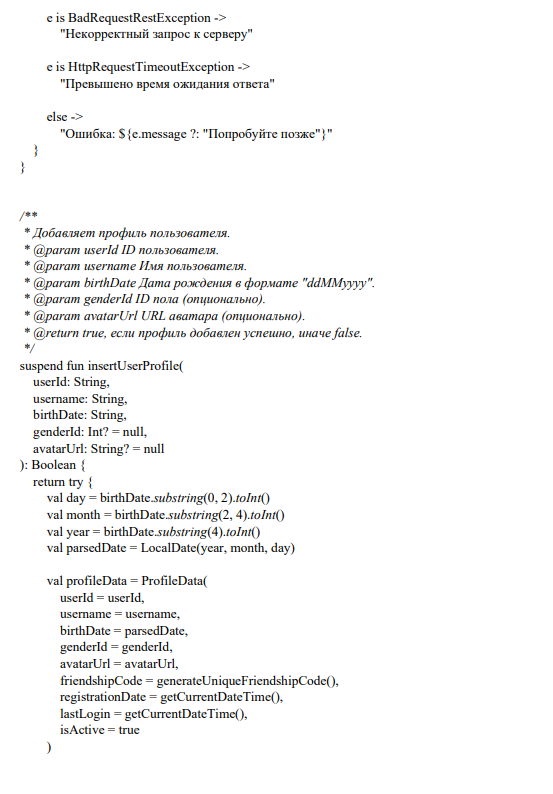 e is BadRequestRestException ->
"Некорректный запрос к серверу"
e is HttpRequestTimeoutException ->
"Превышено время ожидания ответа"
else ->
"Ошибка: ${e.message ?: "Попробуйте позже"}"
}
}
/**
* Добавляет профиль пользователя.
* @param userId ID пользователя.
* @param username Имя пользователя.
* @param birthDate Дата рождения в формате "ddMMyyyy".
* @param genderId ID пола (опционально).
* @param avatarUrl URL аватара (опционально).
* @return true, если профиль добавлен успешно, иначе false.
*/
suspend fun insertUserProfile(
userId: String,
username: String,
birthDate: String,
genderId: Int? = null,
avatarUrl: String? = null
): Boolean {
return try {
val day = birthDate.substring(0, 2).toInt()
val month = birthDate.substring(2, 4).toInt()
val year = birthDate.substring(4).toInt()
val parsedDate = LocalDate(year, month, day)
val profileData = ProfileData(
userId = userId,
username = username,
birthDate = parsedDate,
genderId = genderId,
avatarUrl = avatarUrl,
friendshipCode = generateUniqueFriendshipCode(),
registrationDate = getCurrentDateTime(),
lastLogin = getCurrentDateTime(),
isActive = true
)